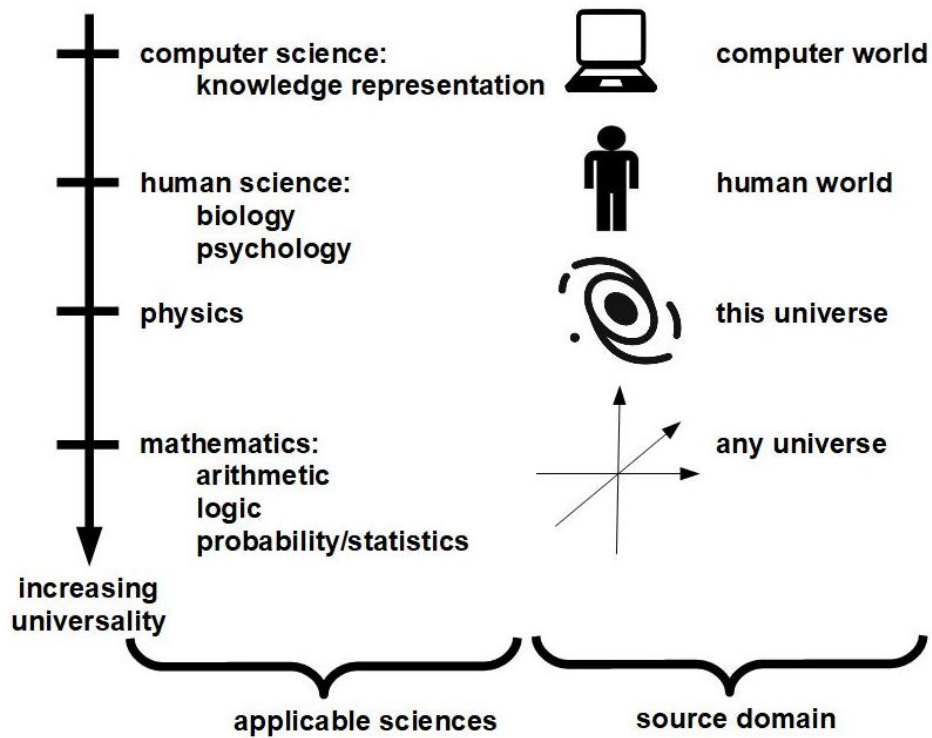 computer science:
knowledge representation
computer world
human science:
biology
psychology
human world
physics
this universe
mathematics:
arithmetic
logic
probability/statistics
any universe
increasing
universality
applicable sciences
source domain